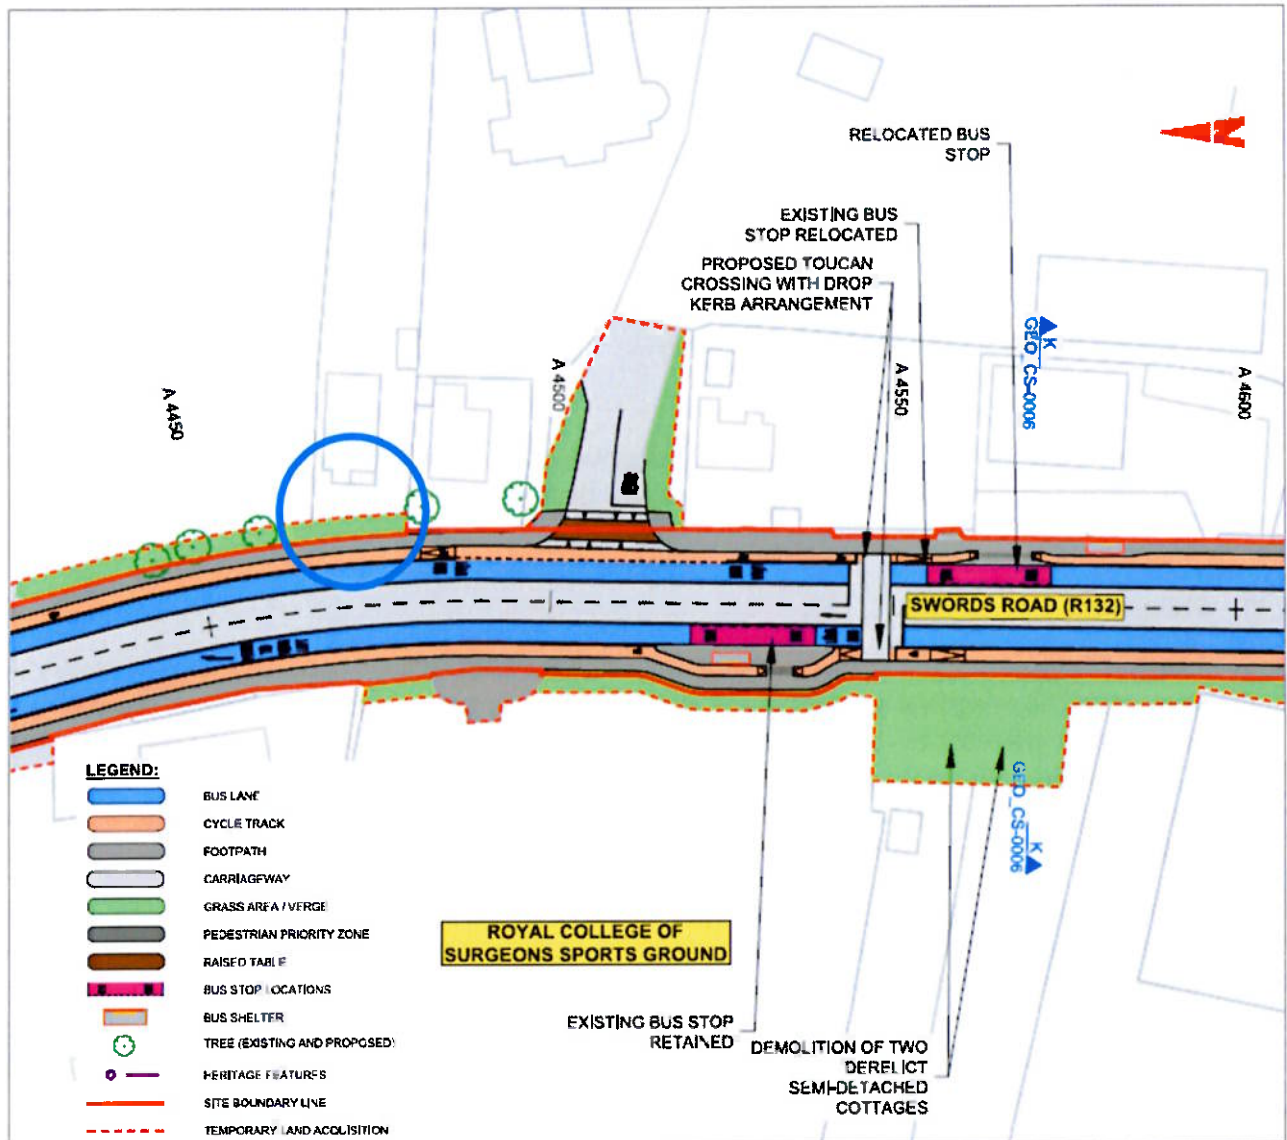 RELOCATED BUS
STOP
N
EXISTING BUS
STOP RELOCATED
PROPOSED TOUCAN
CROSSING WITH DROP
KERB ARRANGEMENT
K
GEO_CS-0006
A 4450
A 4500
A 4550
A 4600
SWORDS ROAD (R132)
LEGEND:
BUS LANE
CYCLE TRACK
FOOTPATH
CARRIAGEWAY
GRASS AREA / VERGE
PEDESTRIAN PRIORITY ZONE
RAISED TABLE
BUS STOP LOCATIONS
BUS SHELTER
TREE (EXISTING AND PROPOSED)
HERITAGE FEATURES
SITE BOUNDARY LINE
TEMPORARY LAND ACQUISITION
ROYAL COLLEGE OF
SURGEONS SPORTS GROUND
EXISTING BUS STOP
RETAINED
K
GEO_CS-0006
DEMOLITION OF TWO
DERELICT
SEMI-DETACHED
COTTAGES